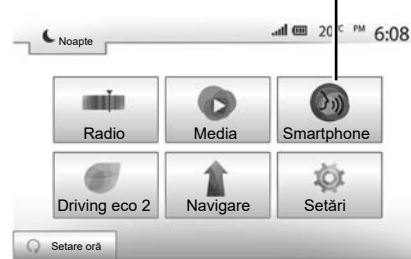 Noapte
20°C PM 6:08
Radio
Media
Smartphone
Driving eco 2
Navigare
Setări
Setare oră